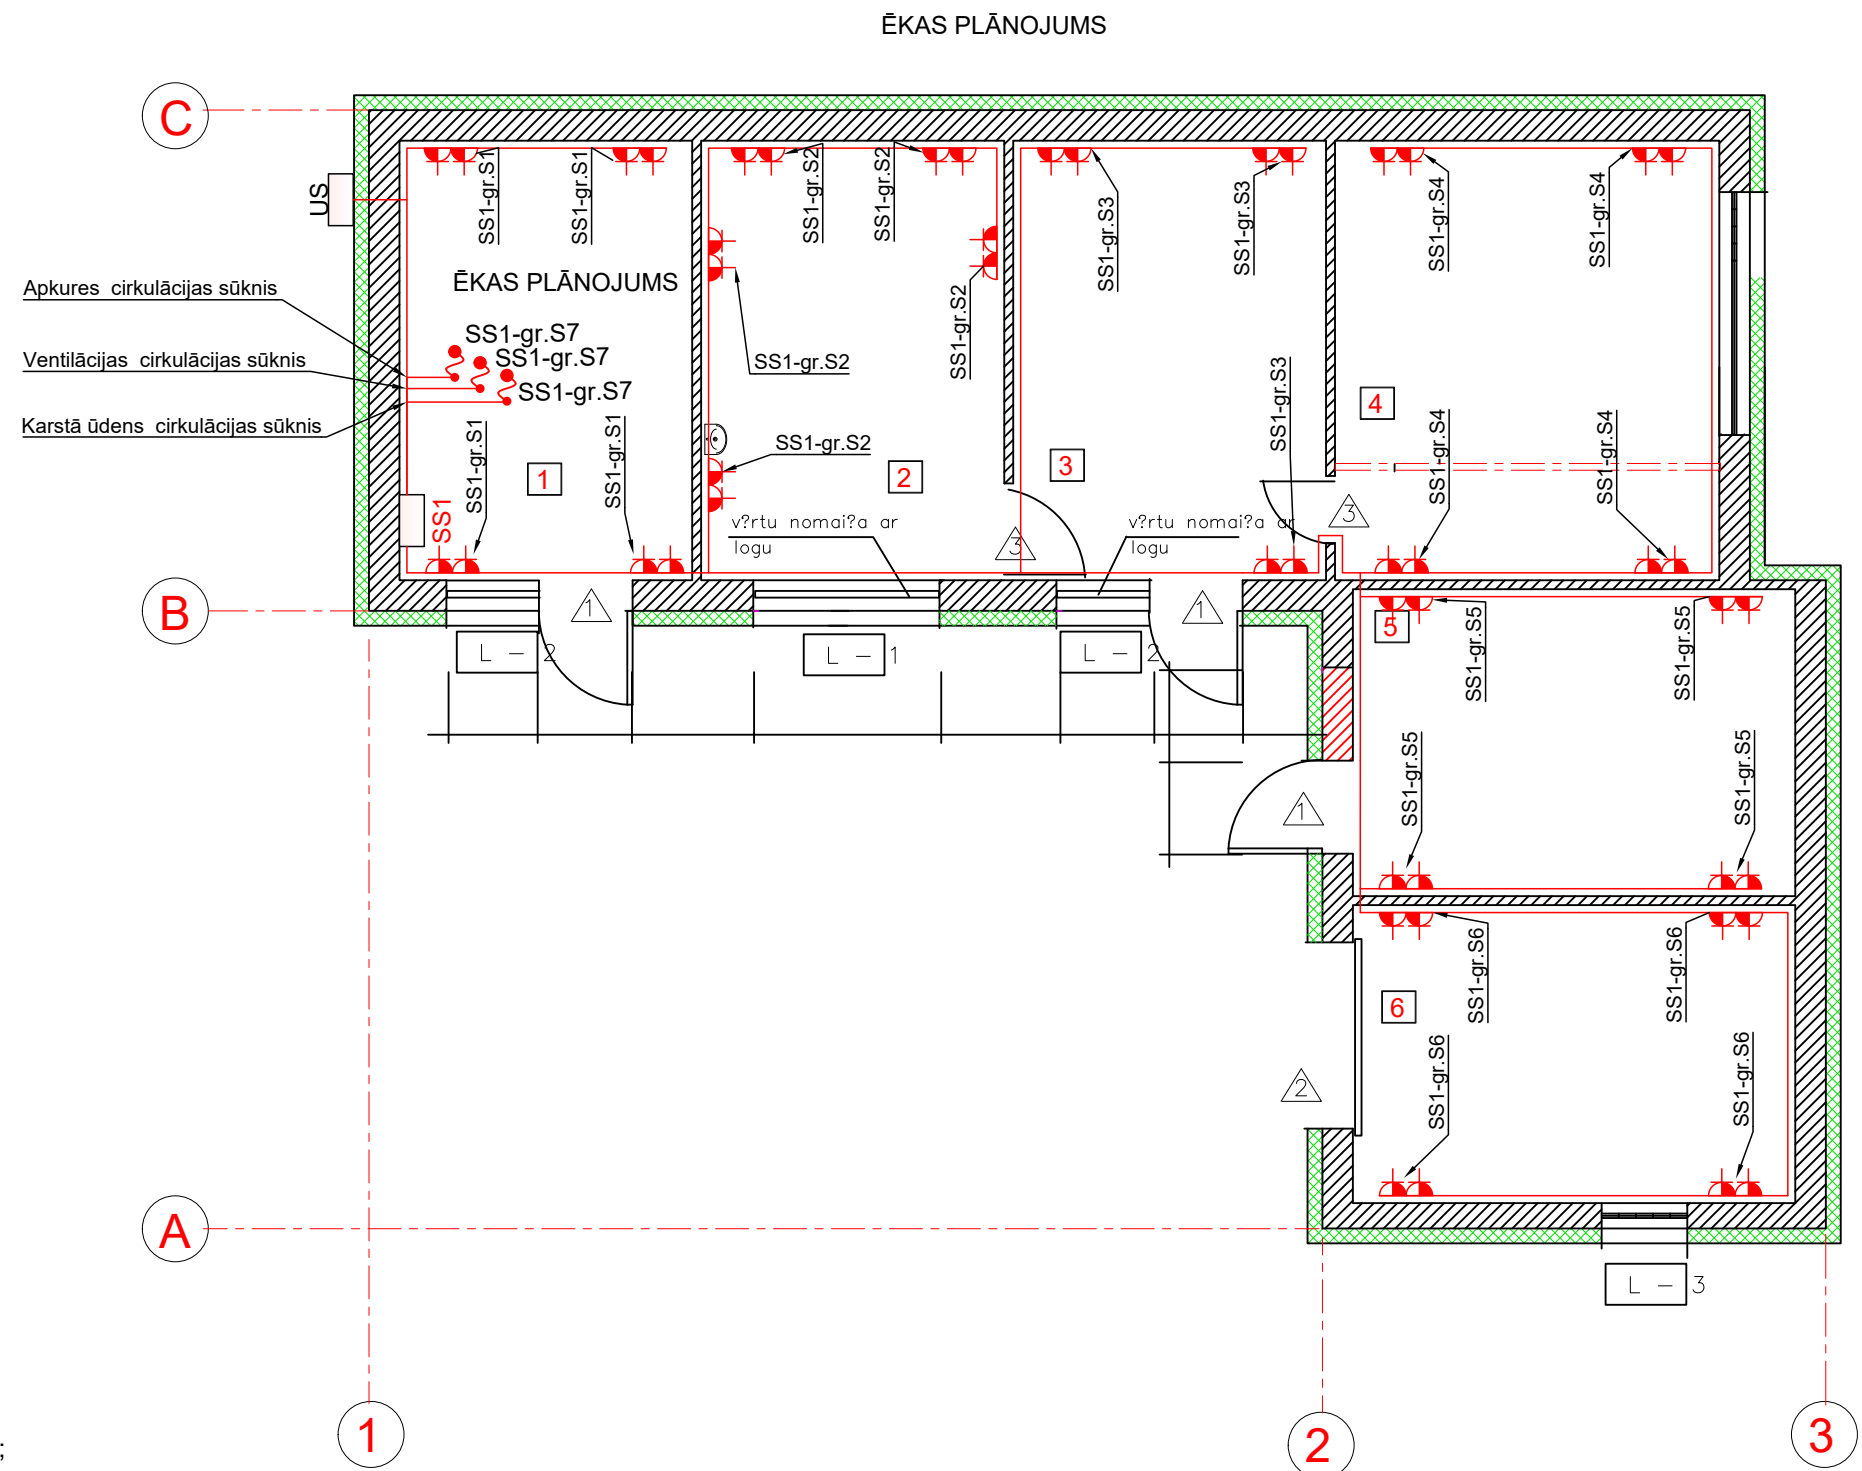 ĒKAS PLĀNOJUMS
C
US
SS1-gr.S1
SS1-gr.S1
SS1-gr.S2
SS1-gr.S2
SS1-gr.S3
SS1-gr.S3
SS1-gr.S4
SS1-gr.S4
ĒKAS PLĀNOJUMS
Apkures cirkulācijas sūknis
SS1-gr.S7
Ventilācijas cirkulācijas sūknis
SS1-gr.S7
SS1-gr.S7
Karstā ūdens cirkulācijas sūknis
SS1-gr.S2
SS1-gr.S2
SS1-gr.S2
SS1-gr.S3
4
SS1-gr.S1
SS1-gr.S1
1
2
3
SS1-gr.S4
SS1-gr.S4
SS1
v?rtu nomai?a ar
logu
3
v?rtu nomai?a ar
logu
3
B
1
1
5
L - 2
L - 1
L - 2
SS1-gr.S5
SS1-gr.S5
SS1-gr.S5
SS1-gr.S5
1
SS1-gr.S6
SS1-gr.S6
6
2
SS1-gr.S6
SS1-gr.S6
A
L - 3
1
2
3
;